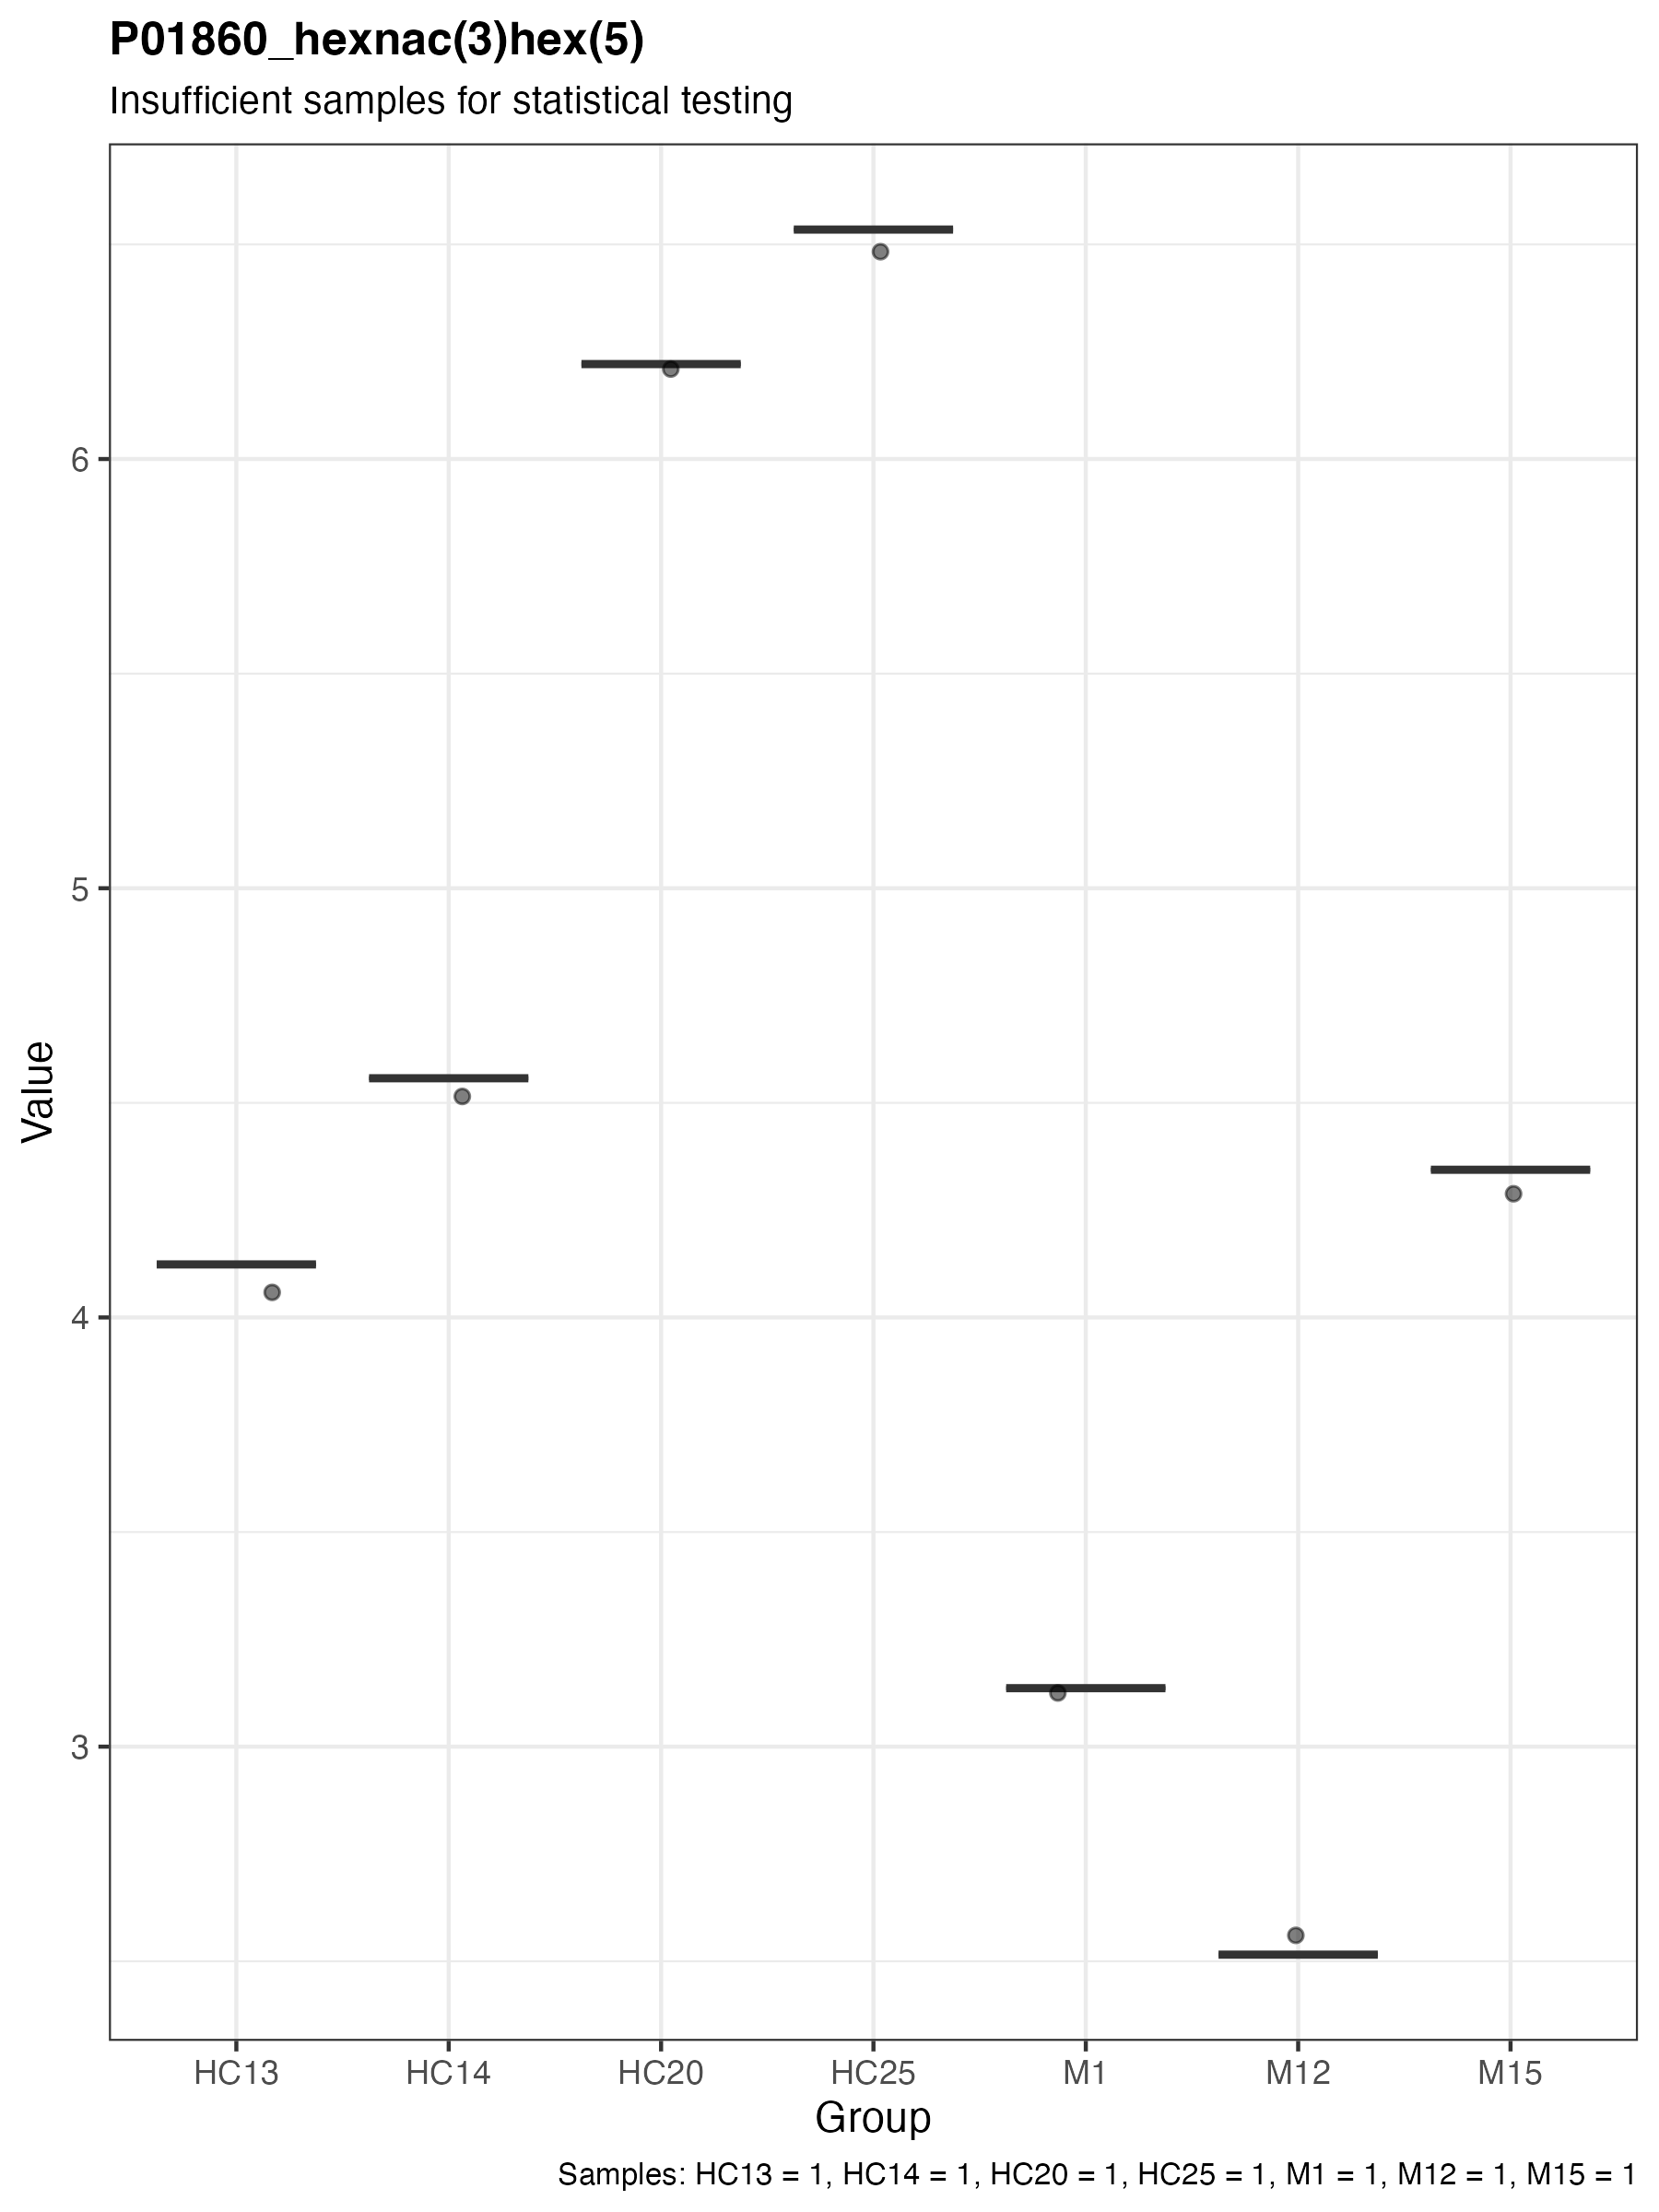 P01860_hexnac(3)hex(5)
Insufficient samples for statistical testing
Value
6
5
4
3
HC13 HC14 HC20 HC25 M1 M12 M15
Group
Samples: HC13 = 1, HC14 = 1, HC20 = 1, HC25 = 1, M1 = 1, M12 = 1, M15 = 1